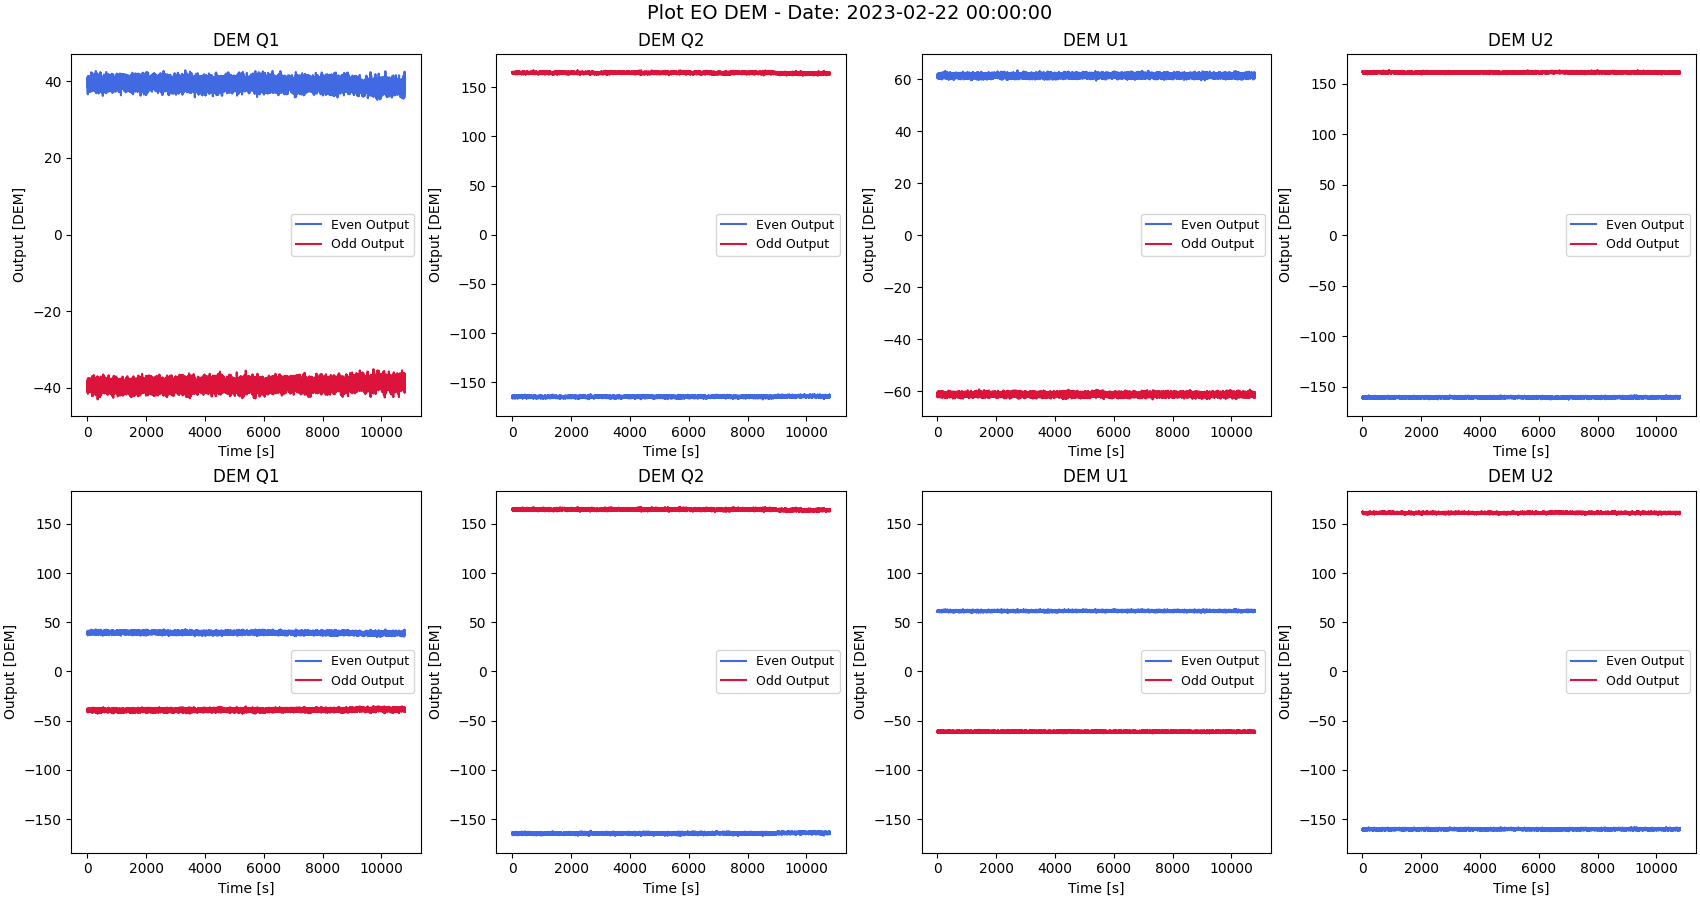 Plot EO DEM - Date: 2023-02-22 00:00:00
DEM Q1
Output [DEM]
40
20
0
−20
−40
0 2000 4000 6000 8000 10000
Time [s]
Even Output
Odd Output
DEM Q2
Output [DEM]
150
100
50
0
−50
−100
−150
0 2000 4000 6000 8000 10000
Time [s]
Even Output
Odd Output
DEM U1
Output [DEM]
60
40
20
0
−20
−40
−60
0 2000 4000 6000 8000 10000
Time [s]
Even Output
Odd Output
DEM U2
Output [DEM]
150
100
50
0
−50
−100
−150
0 2000 4000 6000 8000 10000
Time [s]
Even Output
Odd Output
DEM Q1
Output [DEM]
150
100
50
0
−50
−100
−150
0 2000 4000 6000 8000 10000
Time [s]
Even Output
Odd Output
DEM Q2
Output [DEM]
150
100
50
0
−50
−100
−150
0 2000 4000 6000 8000 10000
Time [s]
Even Output
Odd Output
DEM U1
Output [DEM]
150
100
50
0
−50
−100
−150
0 2000 4000 6000 8000 10000
Time [s]
Even Output
Odd Output
DEM U2
Output [DEM]
150
100
50
0
−50
−100
−150
0 2000 4000 6000 8000 10000
Time [s]
Even Output
Odd Output